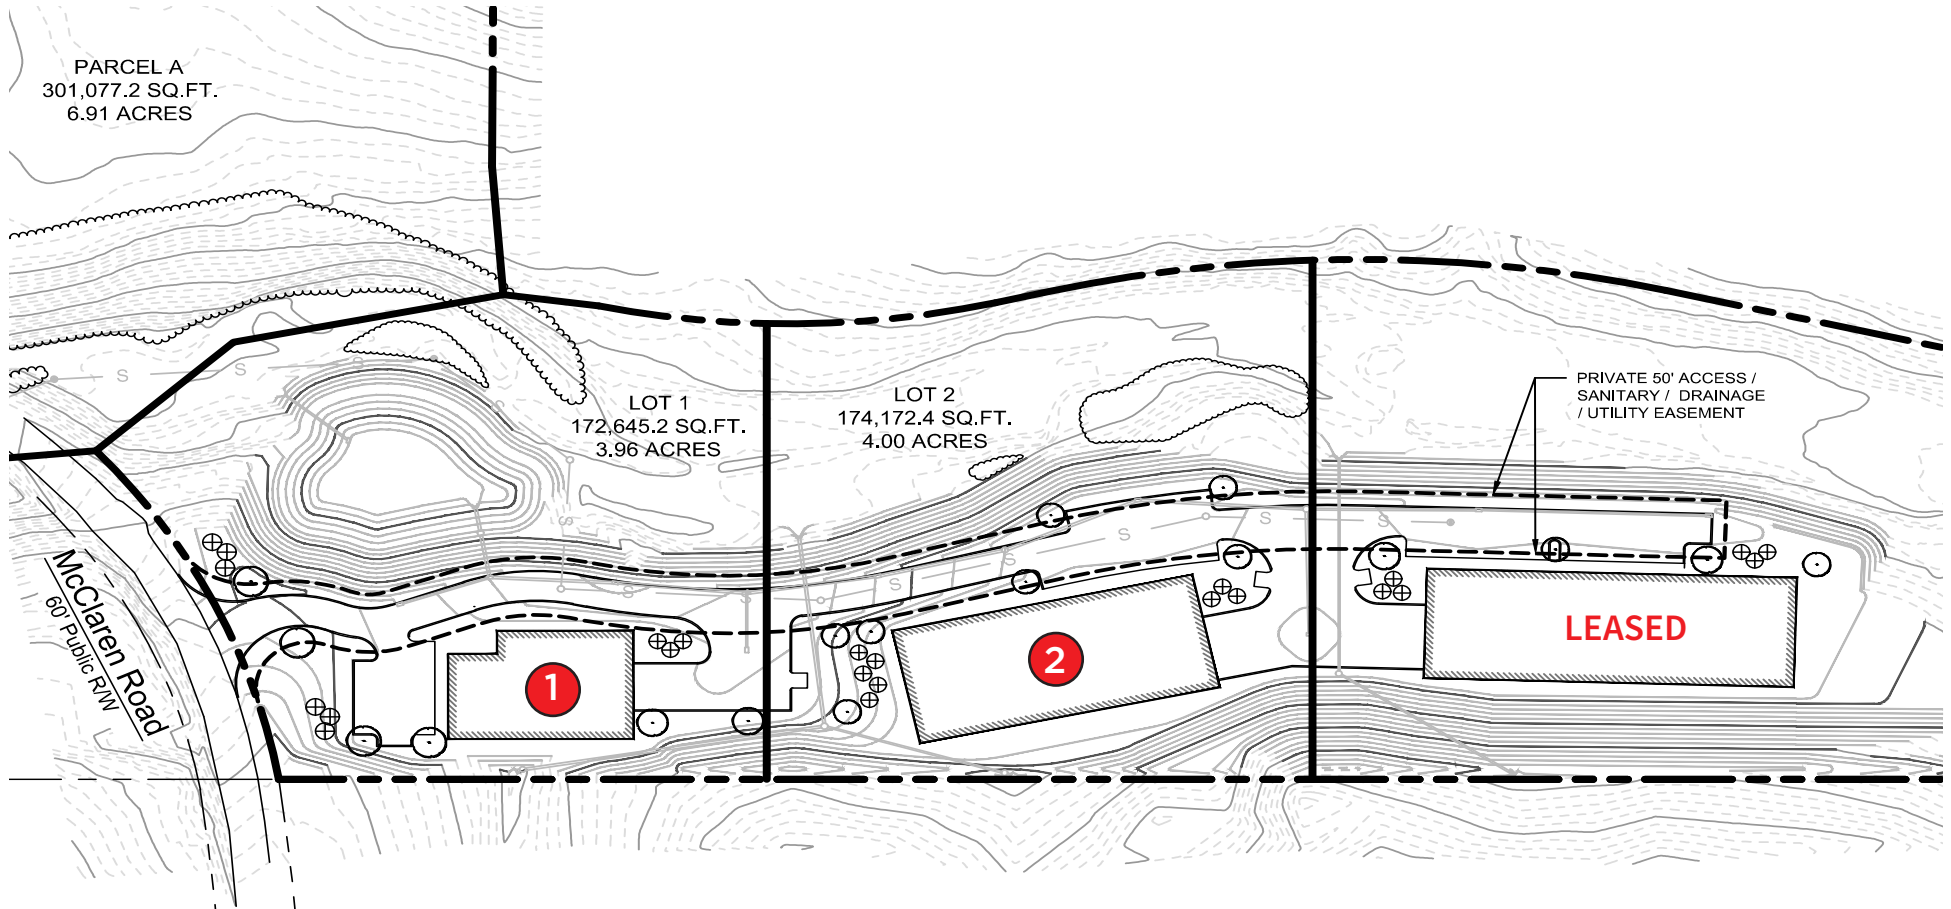 PARCEL A
301,077.2 SQ.FT.
6.91 ACRES
LOT 1
172,645.2 SQ.FT.
3.96 ACRES
LOT 2
174,172.4 SQ.FT.
4.00 ACRES
PRIVATE 50' ACCESS /
SANITARY / DRAINAGE
/ UTILITY EASEMENT
S
S
S
S
S
S
S
S
S
S
McClaren Road
60' Public R/W
1
2
LEASED